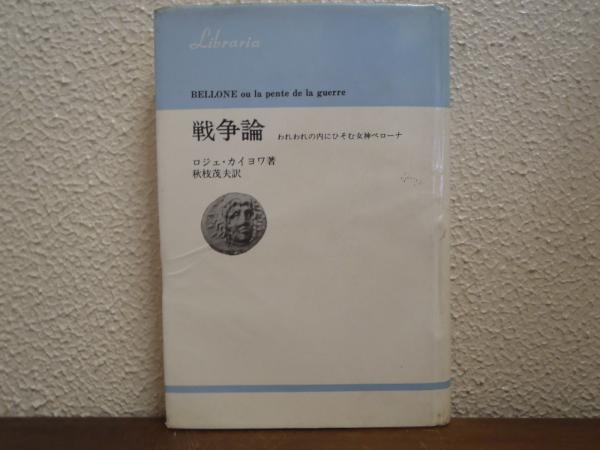 Libraria
BELLONE ou la pente de la guerre
戦争論 われわれの内にひそむ女神ベローナ
ロジェ・カイヨワ著
秋枝茂夫訳